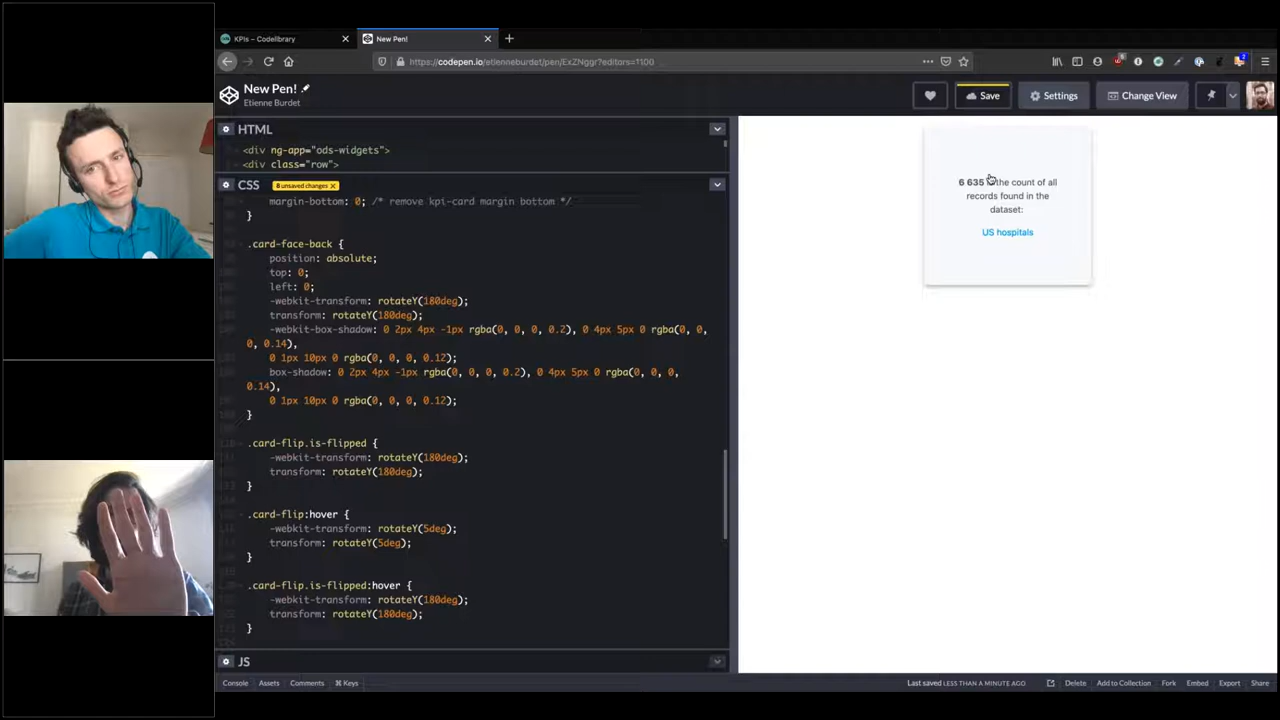 KPIs – Codelibrary
New Pen!
https://codepen.io/etienneburdet/pen/ExZNggr?editors=1100
New Pen!
Etienne Burdet
Save
Settings
Change View
HTML
<div ng-app="ods-widgets">
<div class="row">
CSS
8 unsaved changes ×
margin-bottom: 0; /* remove kpi-card margin bottom */
}
.card-face-back {
position: absolute;
top: 0;
left: 0;
-webkit-transform: rotateY(180deg);
transform: rotateY(180deg);
-webkit-box-shadow: 0 2px 4px -1px rgba(0, 0, 0, 0.2), 0 4px 5px 0 rgba(0, 0,
0, 0.14),
0 1px 10px 0 rgba(0, 0, 0, 0.12);
box-shadow: 0 2px 4px -1px rgba(0, 0, 0, 0.2), 0 4px 5px 0 rgba(0, 0, 0,
0.14),
0 1px 10px 0 rgba(0, 0, 0, 0.12);
}
.card-flip.is-flipped {
-webkit-transform: rotateY(180deg);
transform: rotateY(180deg);
}
.card-flip:hover {
-webkit-transform: rotateY(5deg);
transform: rotateY(5deg);
}
.card-flip.is-flipped:hover {
-webkit-transform: rotateY(180deg);
transform: rotateY(180deg);
}
JS
6 635 the count of all
records found in the
dataset:
US hospitals
Console
Assets
Comments
⌘ Keys
Last saved LESS THAN A MINUTE AGO
Delete
Add to Collection
Fork
Embed
Export
Share